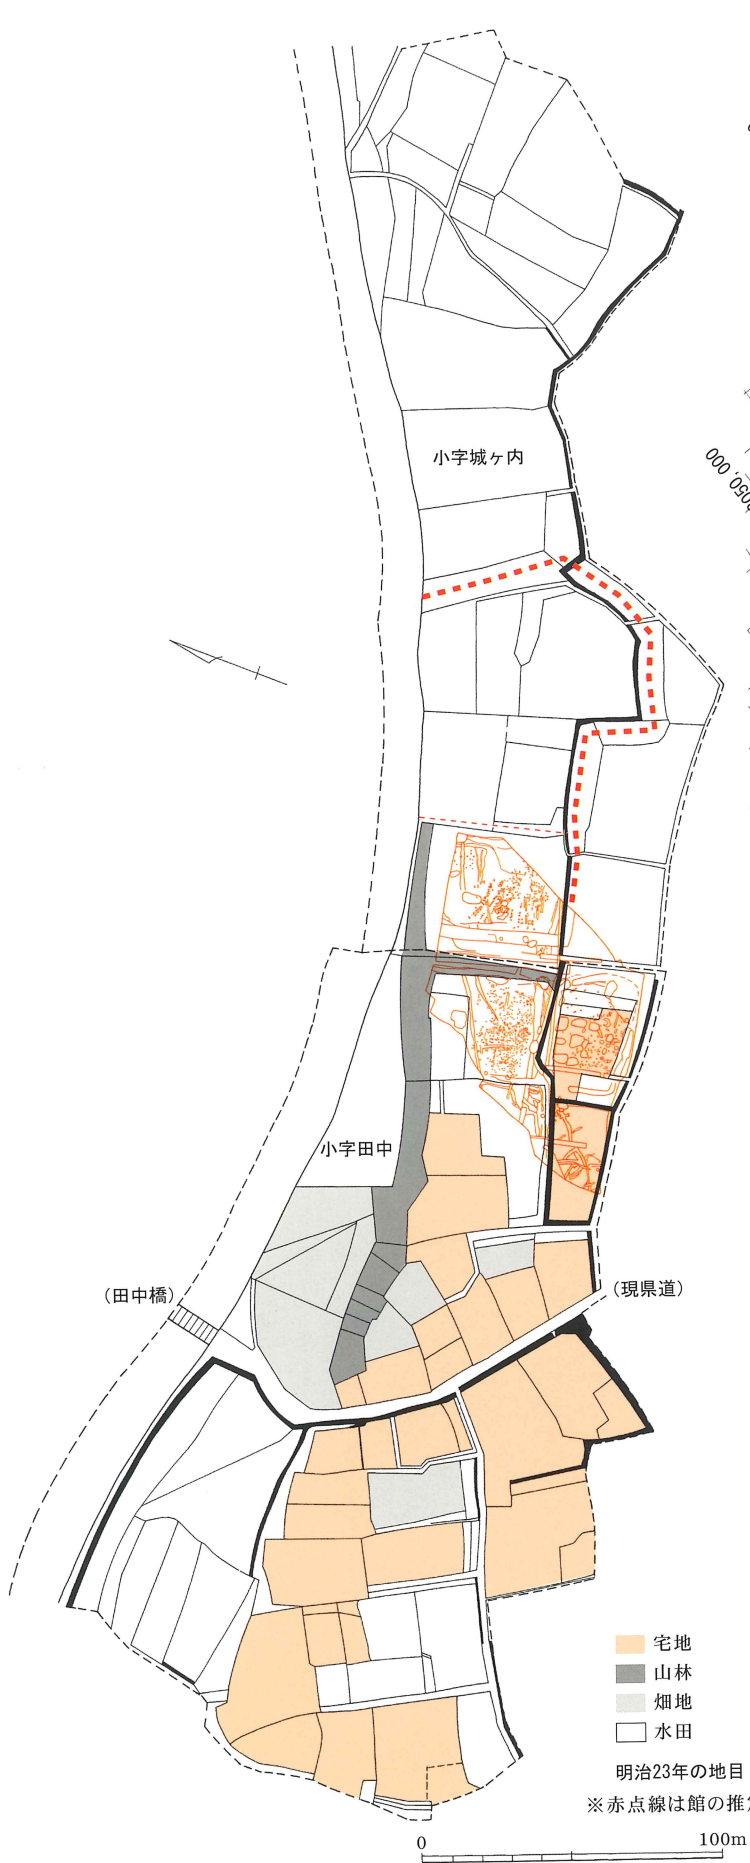 小字城ヶ内
050, 000
小字田中
(田中橋)
(現県道)
宅地
山林
畑地
水田
明治23年の地目
※赤点線は館の推
0
100m